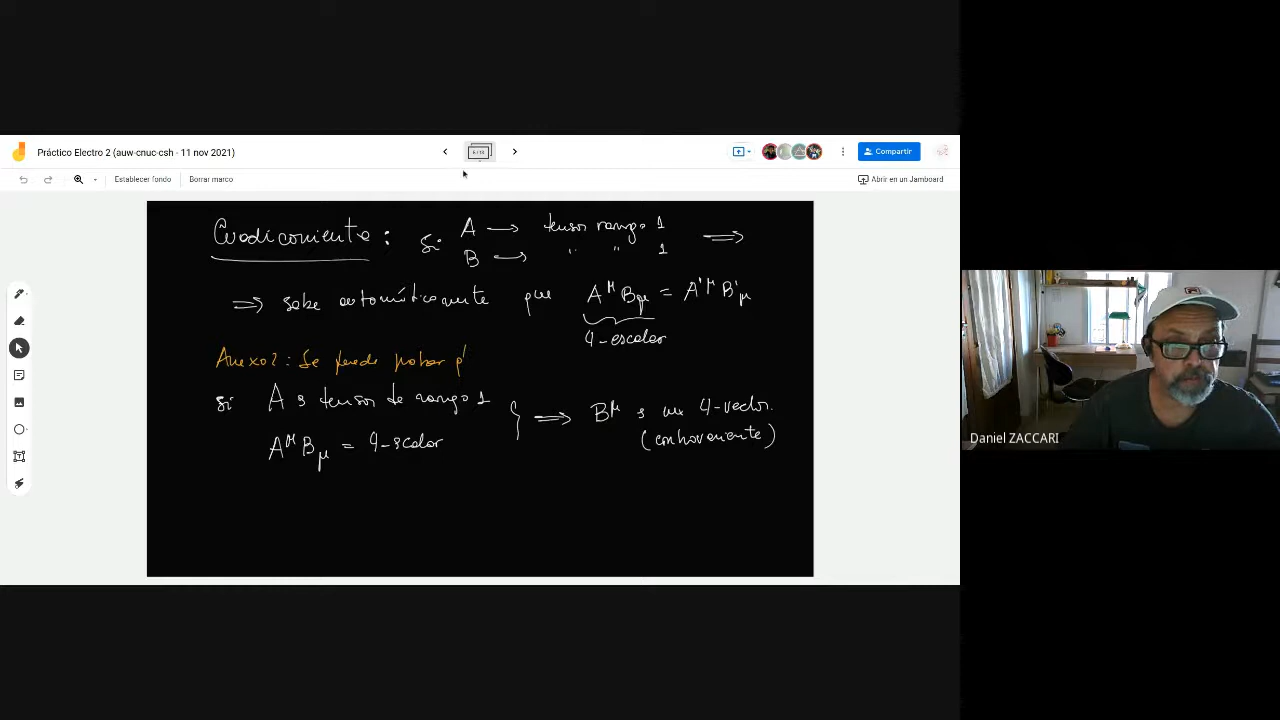 Práctico Electro 2 (auw-cnuc-csh - 11 nov 2021)
Compartir
Establecer fondo
Borrar marco
Abrir en un Jamboard
Cuadicorriente : si A → tensor rango 1 ⇒
B → " " 1
⇒ sabe automáticamente que A^μ B_μ = A'^μ B'_μ
4-escalar
Anexo 2: Se puede probar q'
si A es tensor de rango 1
A^μ B_μ = 4-escalar
} ⇒ B^μ es un 4-vector.
(contravariante)
Daniel ZACCARI